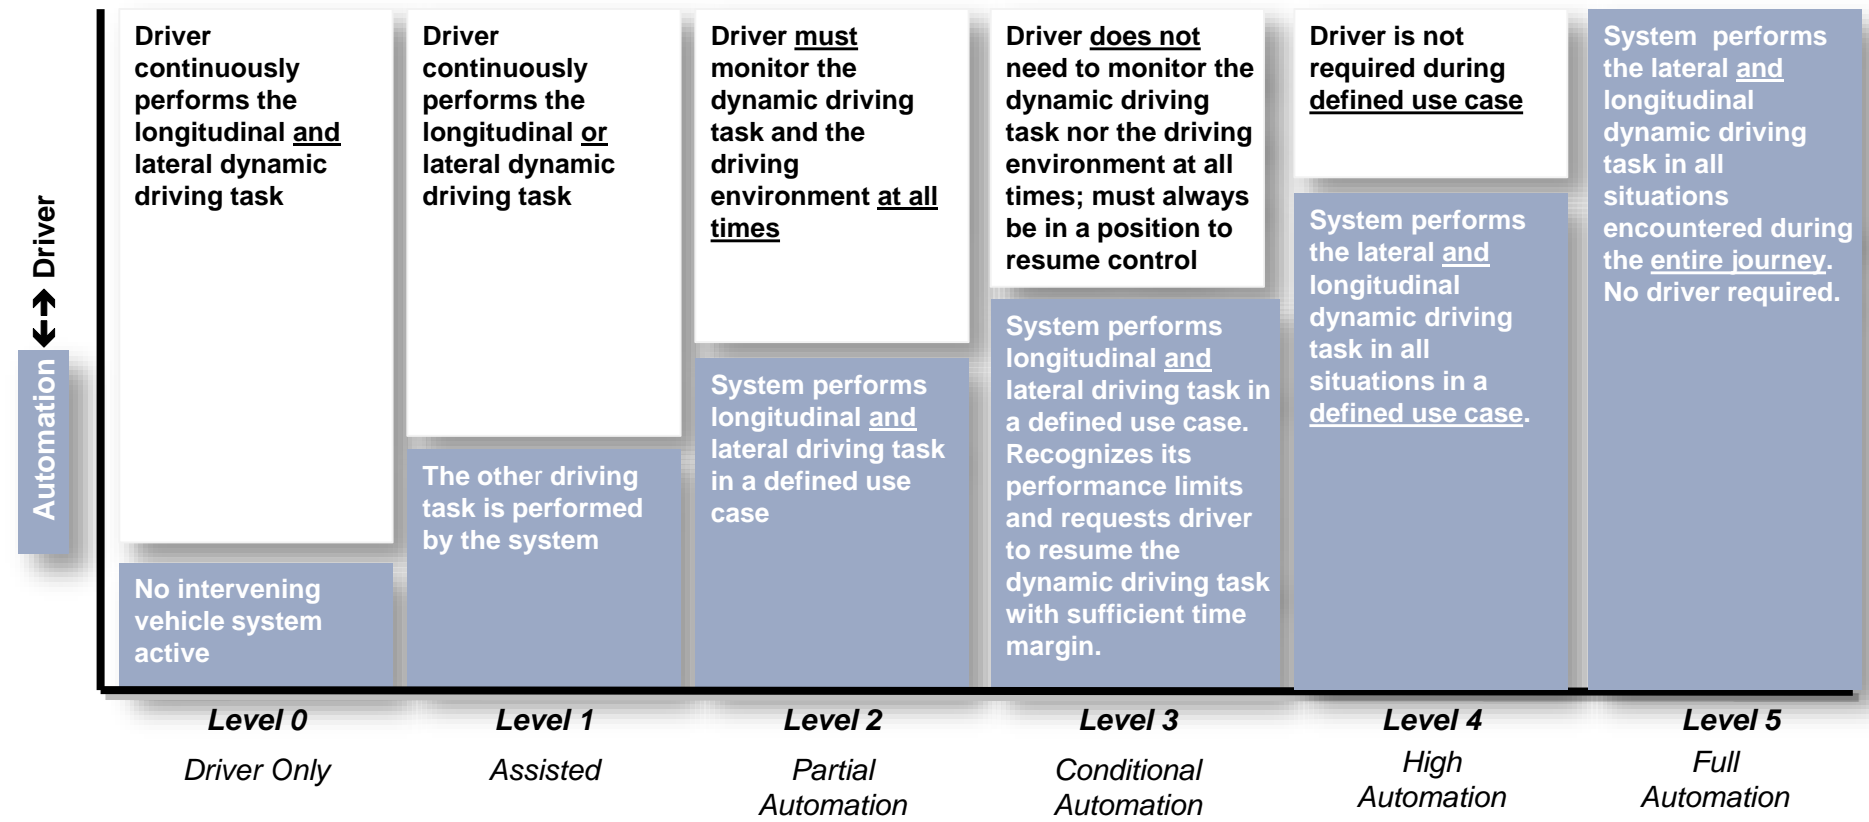 Automation ←→ Driver
Driver
continuously
performs the
longitudinal and
lateral dynamic
driving task
No intervening
vehicle system
active
Driver
continuously
performs the
longitudinal or
lateral dynamic
driving task
The other driving
task is performed
by the system
Driver must
monitor the
dynamic driving
task and the
driving
environment at all
times
System performs
longitudinal and
lateral driving task
in a defined use
case
Driver does not
need to monitor the
dynamic driving
task nor the driving
environment at all
times; must always
be in a position to
resume control
System performs
longitudinal and
lateral driving task in
a defined use case.
Recognizes its
performance limits
and requests driver
to resume the
dynamic driving task
with sufficient time
margin.
Driver is not
required during
defined use case
System performs
the lateral and
longitudinal
dynamic driving
task in all
situations in a
defined use case.
System performs
the lateral and
longitudinal
dynamic driving
task in all
situations
encountered during
the entire journey.
No driver required.
Level 0
Driver Only
Level 1
Assisted
Level 2
Partial
Automation
Level 3
Conditional
Automation
Level 4
High
Automation
Level 5
Full
Automation